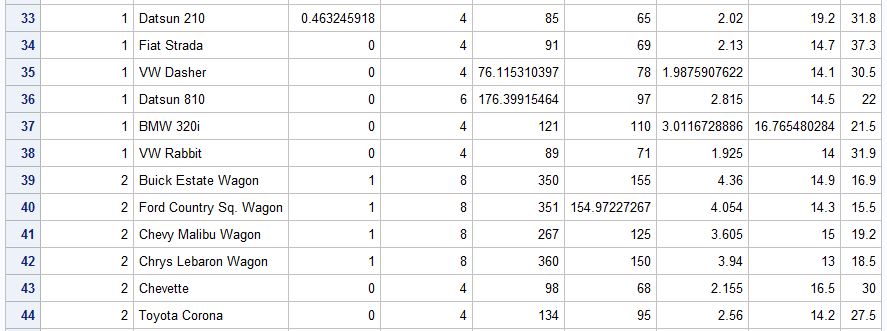 33 1 Datsun 210 0.463245918 4 85 65 2.02 19.2 31.8
34 1 Fiat Strada 0 4 91 69 2.13 14.7 37.3
35 1 VW Dasher 0 4 76.115310397 78 1.9875907622 14.1 30.5
36 1 Datsun 810 0 6 176.39915464 97 2.815 14.5 22
37 1 BMW 320i 0 4 121 110 3.0116728886 16.765480284 21.5
38 1 VW Rabbit 0 4 89 71 1.925 14 31.9
39 2 Buick Estate Wagon 1 8 350 155 4.36 14.9 16.9
40 2 Ford Country Sq. Wagon 1 8 351 154.97227267 4.054 14.3 15.5
41 2 Chevy Malibu Wagon 1 8 267 125 3.605 15 19.2
42 2 Chrys Lebaron Wagon 1 8 360 150 3.94 13 18.5
43 2 Chevette 0 4 98 68 2.155 16.5 30
44 2 Toyota Corona 0 4 134 95 2.56 14.2 27.5